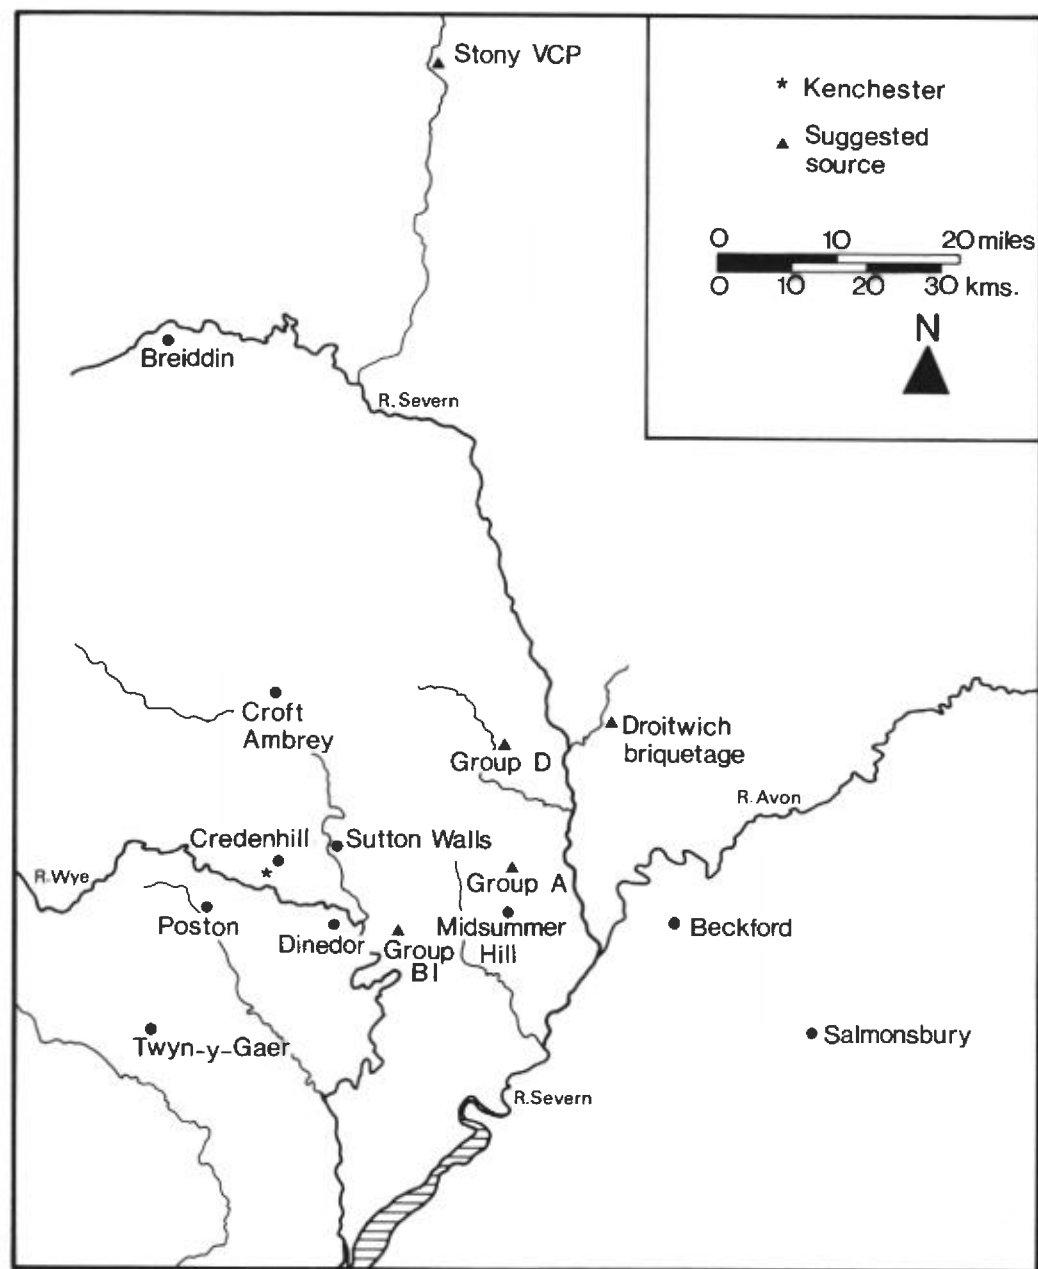 Stony VCP
Kenchester
Suggested
source
0 10 20 miles
0 10 20 30 kms.
N
Breiddin
R. Severn
Croft
Ambrey
Droitwich
briquetage
Group D
R. Avon
Credenhill
Sutton Walls
R. Wye
Group A
Poston
Dinedor
Group
BI
Midsummer
Hill
Beckford
Twyn-y-Gaer
Salmonsbury
R. Severn